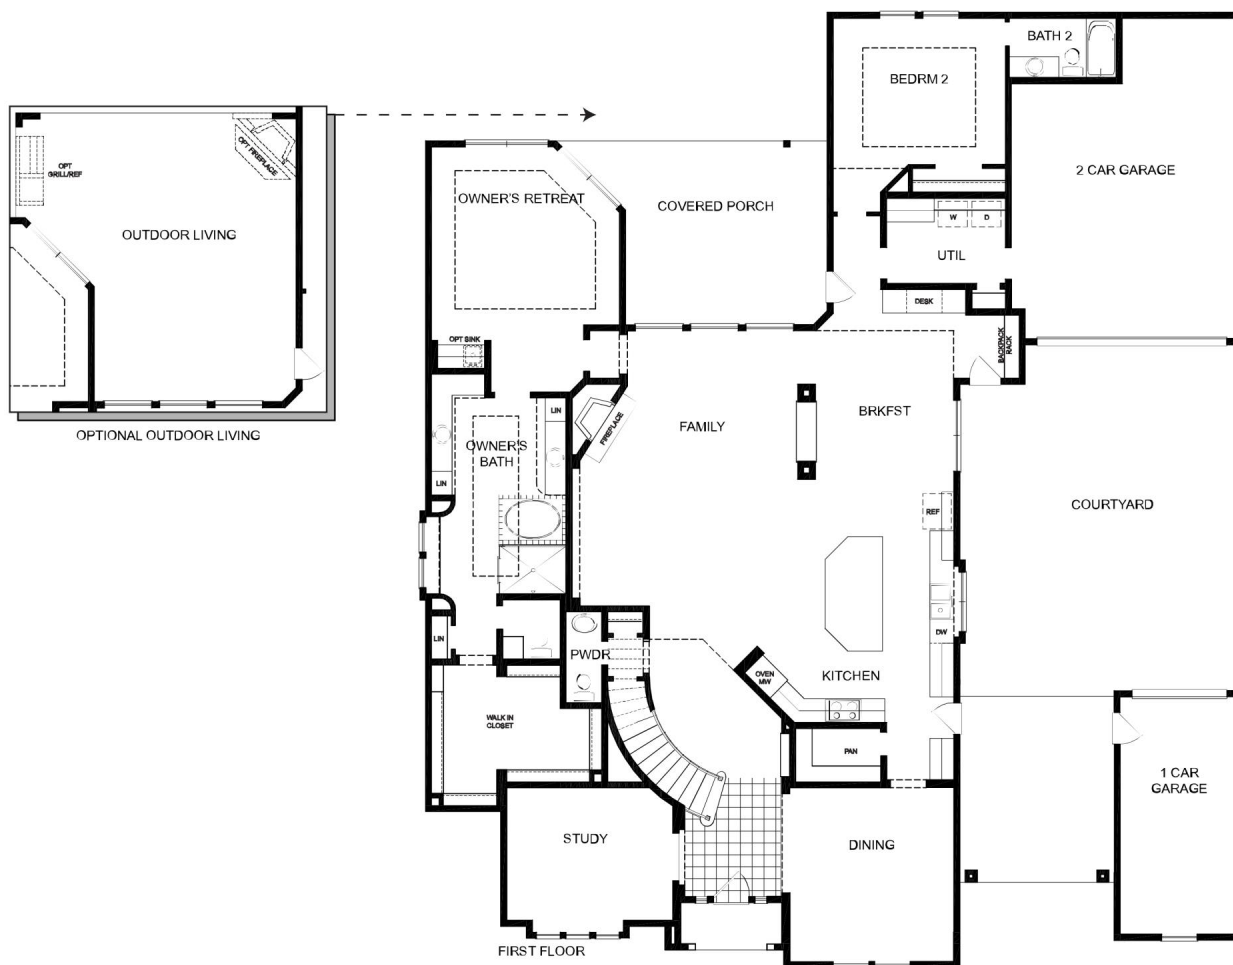 BATH 2
BEDRM 2
2 CAR GARAGE
OPT
GRILL/REF
OPT FIREPLACE
OUTDOOR LIVING
OPTIONAL OUTDOOR LIVING
OWNER'S RETREAT
COVERED PORCH
W
D
UTIL
DESK
BACKPACK
RACK
OPT SINK
LIN
FIREPLACE
FAMILY
BRKFST
OWNER'S
BATH
LIN
REF
COURTYARD
DW
LIN
PWDR
OVEN
MW
KITCHEN
WALK IN
CLOSET
PAN
1 CAR
GARAGE
STUDY
DINING
FIRST FLOOR